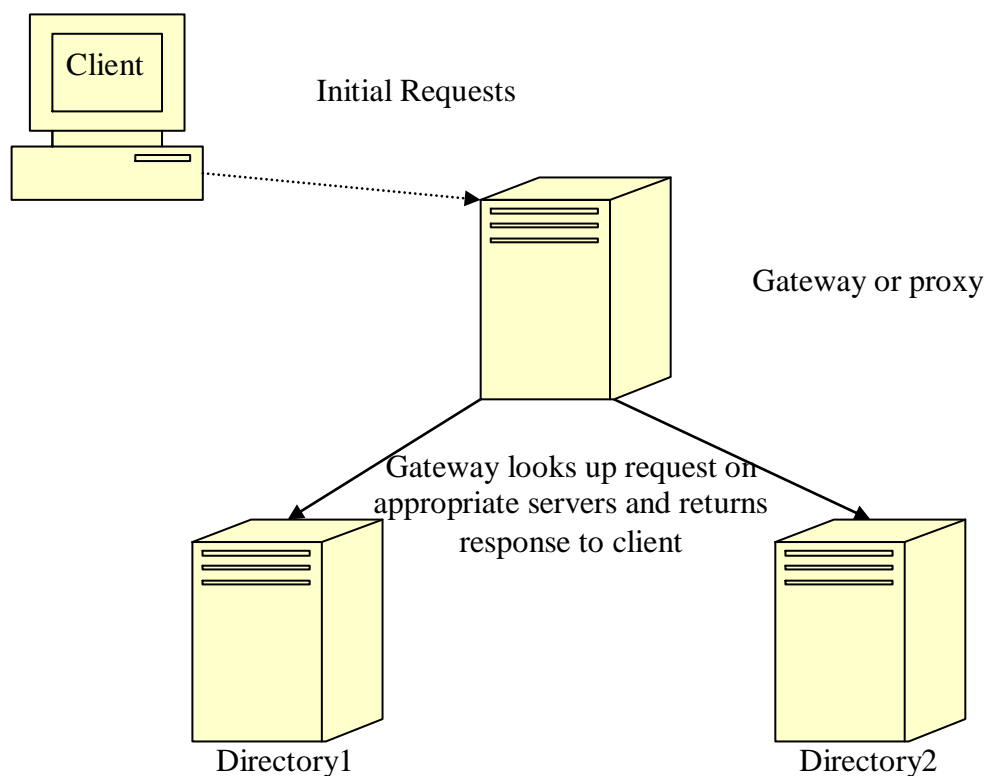 Client
Initial Requests
Gateway or proxy
Gateway looks up request on
appropriate servers and returns
response to client
Directory1
Directory2